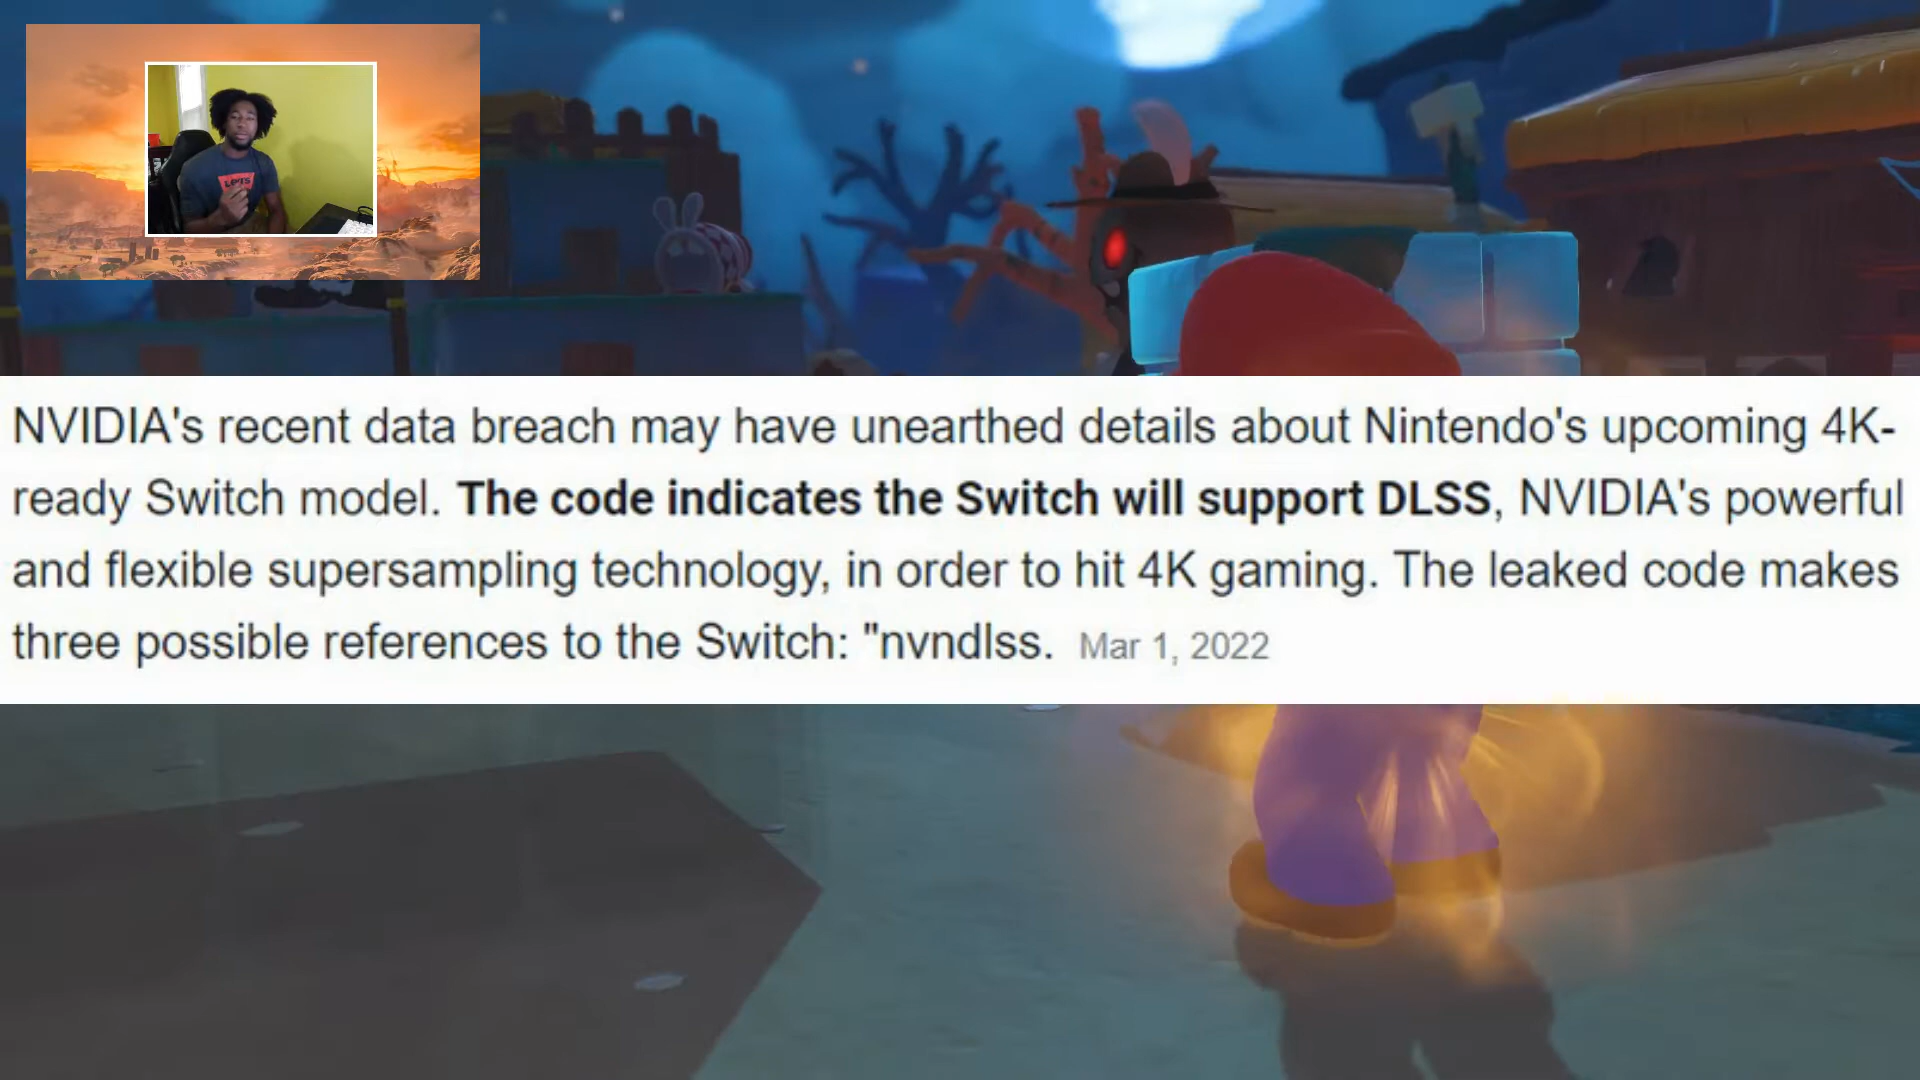 LEVI'S
NVIDIA's recent data breach may have unearthed details about Nintendo's upcoming 4K-
ready Switch model. The code indicates the Switch will support DLSS, NVIDIA's powerful
and flexible supersampling technology, in order to hit 4K gaming. The leaked code makes
three possible references to the Switch: "nvndlss. Mar 1, 2022